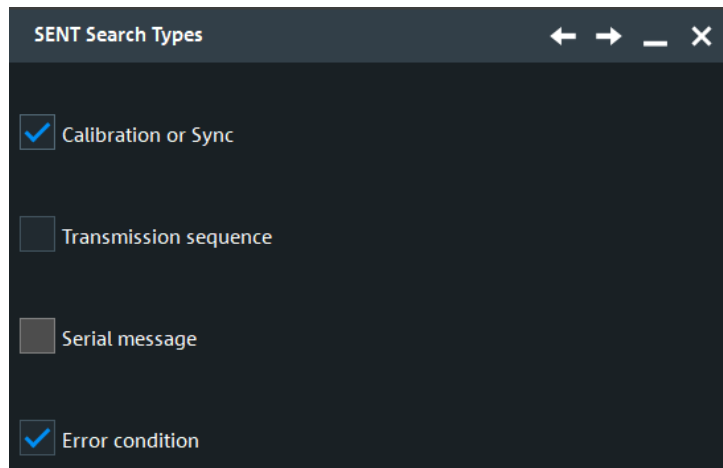 SENT Search Types
Calibration or Sync
Transmission sequence
Serial message
Error condition